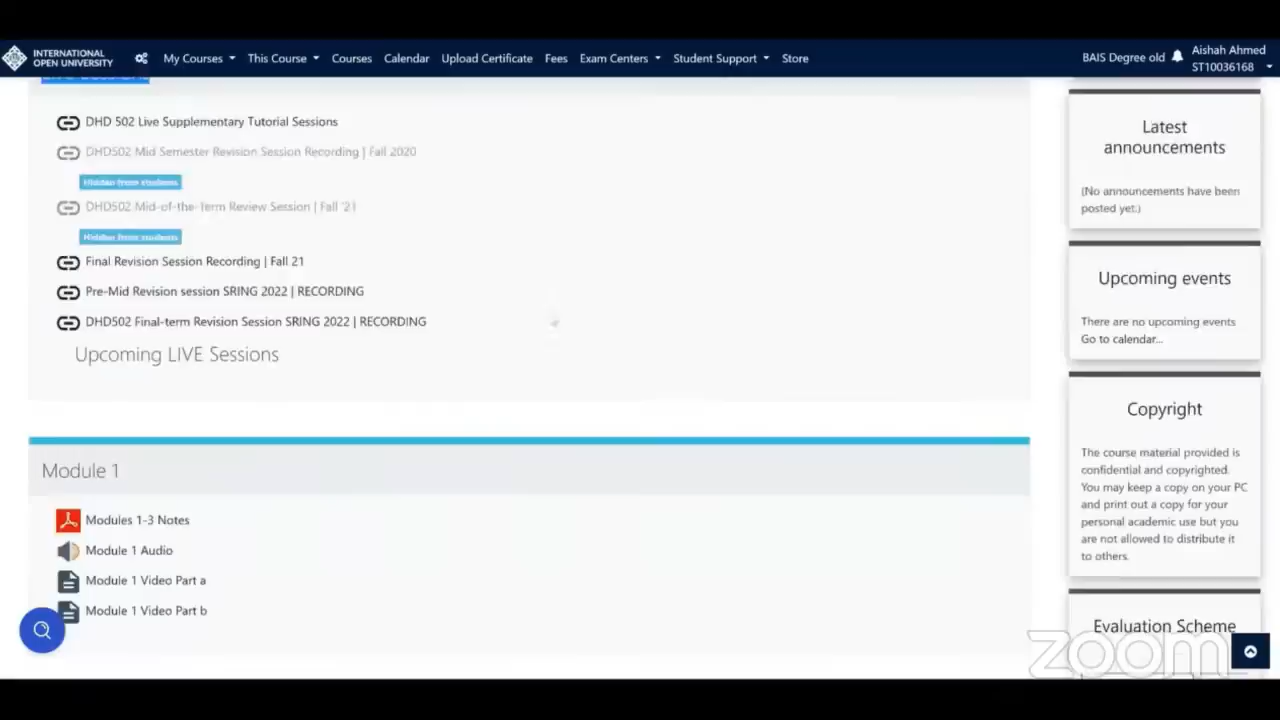 INTERNATIONAL
OPEN UNIVERSITY
My Courses
This Course
Courses
Calendar
Upload Certificate
Fees
Exam Centers
Student Support
Store
BAIS Degree old
Aishah Ahmed
ST10036168
DHD 502 Live Supplementary Tutorial Sessions
DHD502 Mid Semester Revision Session Recording | Fall 2020
Hidden from students
DHD502 Mid-of-the-Term Review Session | Fall '21
Hidden from students
Final Revision Session Recording | Fall 21
Pre-Mid Revision session SRING 2022 | RECORDING
DHD502 Final-term Revision Session SRING 2022 | RECORDING
Upcoming LIVE Sessions
Module 1
Modules 1-3 Notes
Module 1 Audio
Module 1 Video Part a
Module 1 Video Part b
Latest
announcements
(No announcements have been
posted yet.)
Upcoming events
There are no upcoming events
Go to calendar...
Copyright
The course material provided is
confidential and copyrighted.
You may keep a copy on your PC
and print out a copy for your
personal academic use but you
are not allowed to distribute it
to others.
Evaluation Scheme
zoom